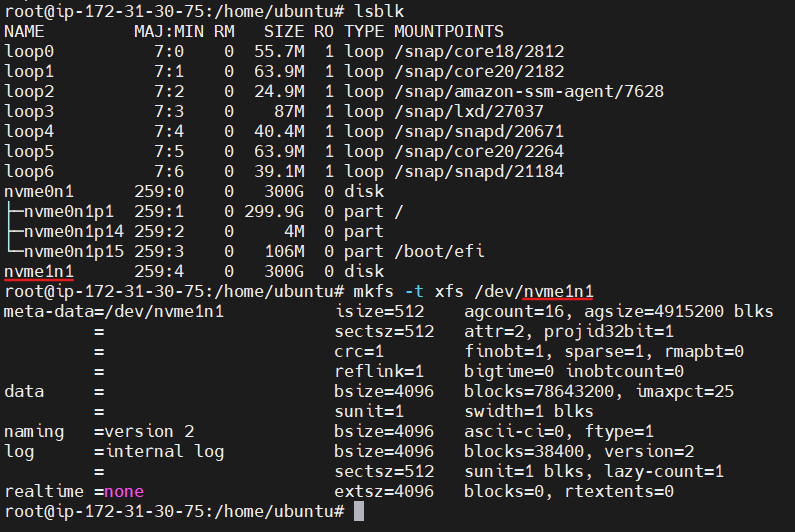 root@ip-172-31-30-75:/home/ubuntu# lsblk
NAME         MAJ:MIN RM   SIZE RO TYPE MOUNTPOINTS
loop0          7:0    0  55.7M  1 loop /snap/core18/2812
loop1          7:1    0  63.9M  1 loop /snap/core20/2182
loop2          7:2    0  24.9M  1 loop /snap/amazon-ssm-agent/7628
loop3          7:3    0    87M  1 loop /snap/lxd/27037
loop4          7:4    0  40.4M  1 loop /snap/snapd/20671
loop5          7:5    0  63.9M  1 loop /snap/core20/2264
loop6          7:6    0  39.1M  1 loop /snap/snapd/21184
nvme0n1      259:0    0   300G  0 disk
├─nvme0n1p1  259:1    0 299.9G  0 part /
├─nvme0n1p14 259:2    0     4M  0 part
└─nvme0n1p15 259:3    0   106M  0 part /boot/efi
nvme1n1      259:4    0   300G  0 disk
root@ip-172-31-30-75:/home/ubuntu# mkfs -t xfs /dev/nvme1n1
meta-data=/dev/nvme1n1           isize=512    agcount=16, agsize=4915200 blks
         =                       sectsz=512   attr=2, projid32bit=1
         =                       crc=1        finobt=1, sparse=1, rmapbt=0
         =                       reflink=1    bigtime=0 inobtcount=0
data     =                       bsize=4096   blocks=78643200, imaxpct=25
         =                       sunit=1      swidth=1 blks
naming   =version 2              bsize=4096   ascii-ci=0, ftype=1
log      =internal log           bsize=4096   blocks=38400, version=2
         =                       sectsz=512   sunit=1 blks, lazy-count=1
realtime =none                   extsz=4096   blocks=0, rtextents=0
root@ip-172-31-30-75:/home/ubuntu#